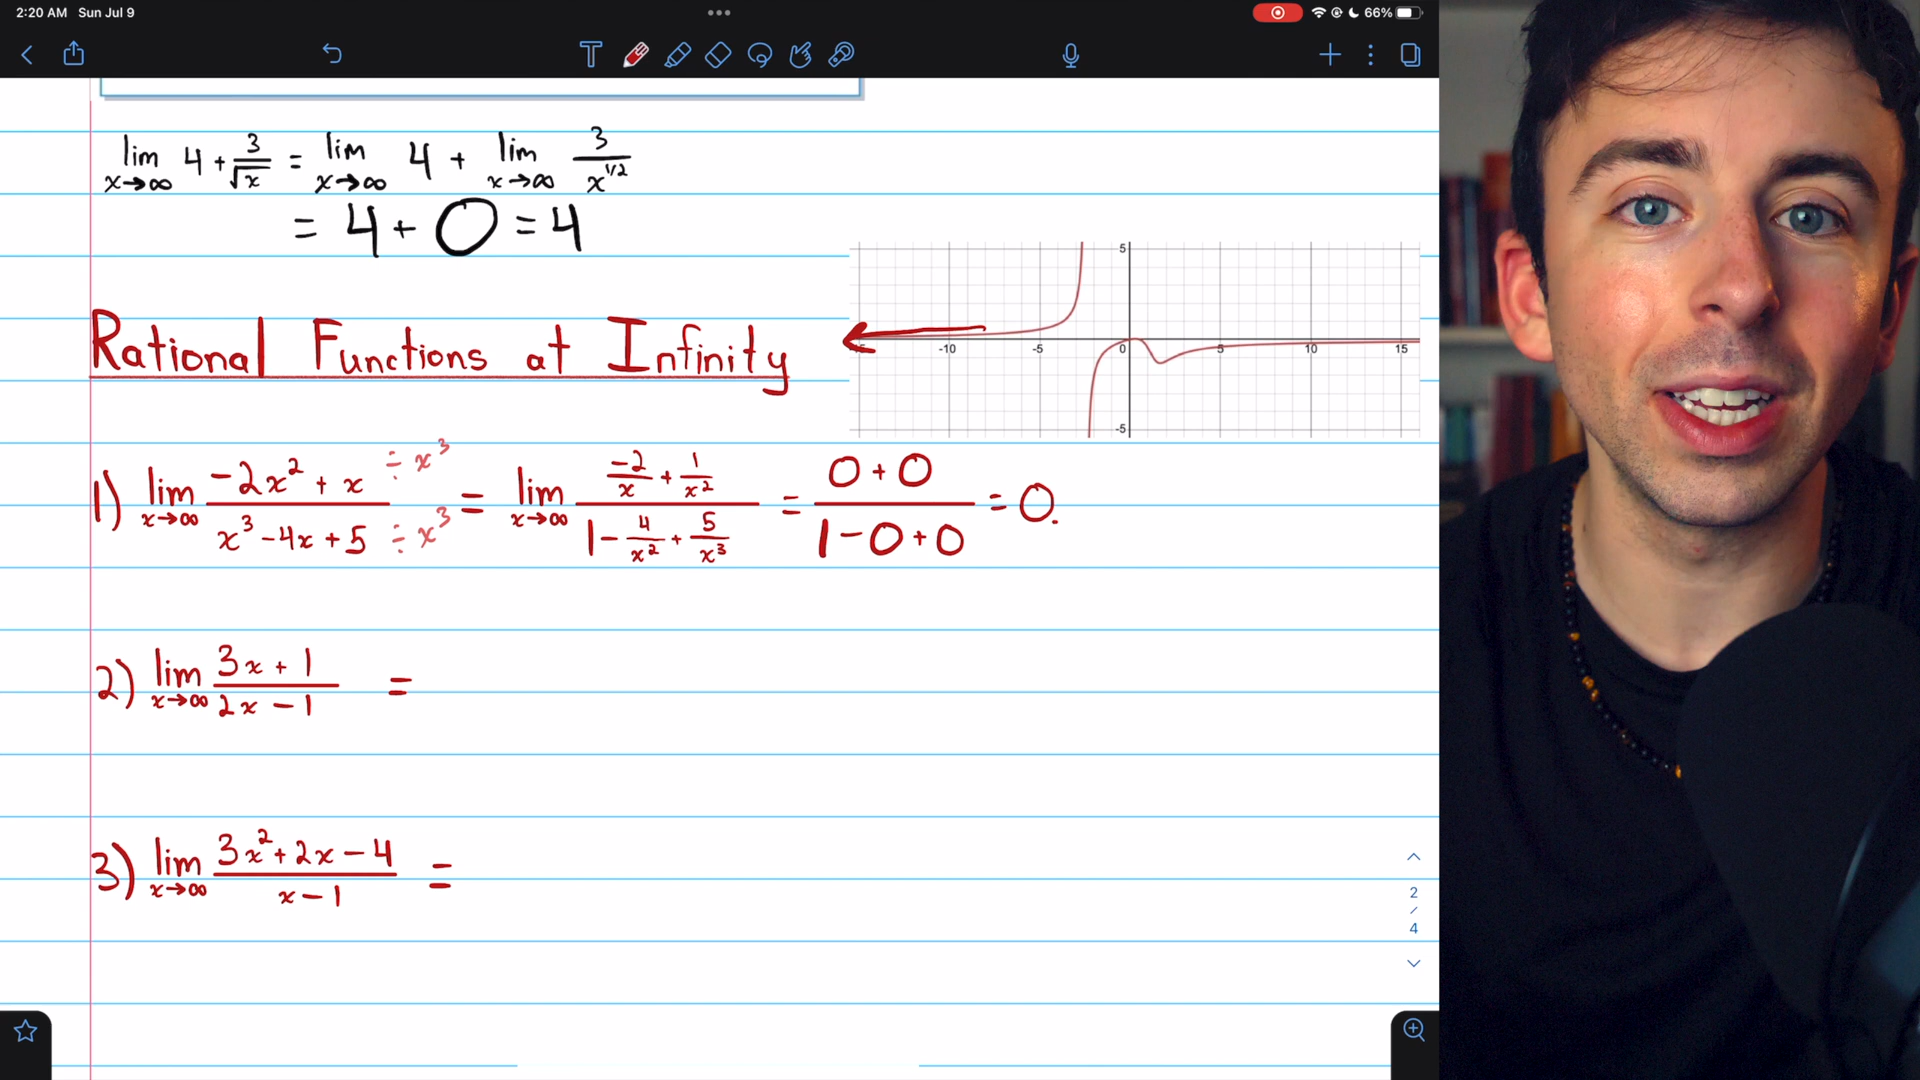 2:20 AM Sun Jul 9
66%
lim x→∞ 4 + 3/√x = lim x→∞ 4 + lim x→∞ 3/x^1/2
= 4 + 0 = 4
Rational Functions at Infinity
5
-10 -5 0 5 10 15
-5
1) lim x→∞ (-2x² + x ÷ x³)/(x³ - 4x + 5 ÷ x³) = lim x→∞ (-2/x + 1/x²)/(1 - 4/x² + 5/x³) = (0 + 0)/(1 - 0 + 0) = 0.
2) lim x→∞ (3x + 1)/(2x - 1) =
3) lim x→∞ (3x² + 2x - 4)/(x - 1) =
2
/
4